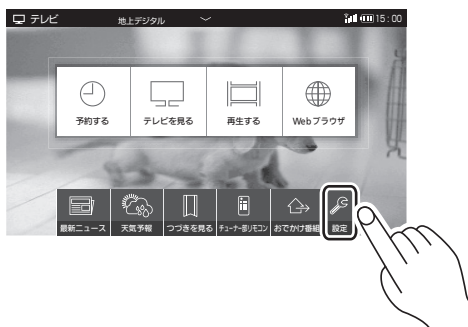 テレビ 地上デジタル 15:00
予約する テレビを見る 再生する Webブラウザ
最新ニュース 天気予報 つづきを見る チューナー部リモコン おでかけ番組 設定